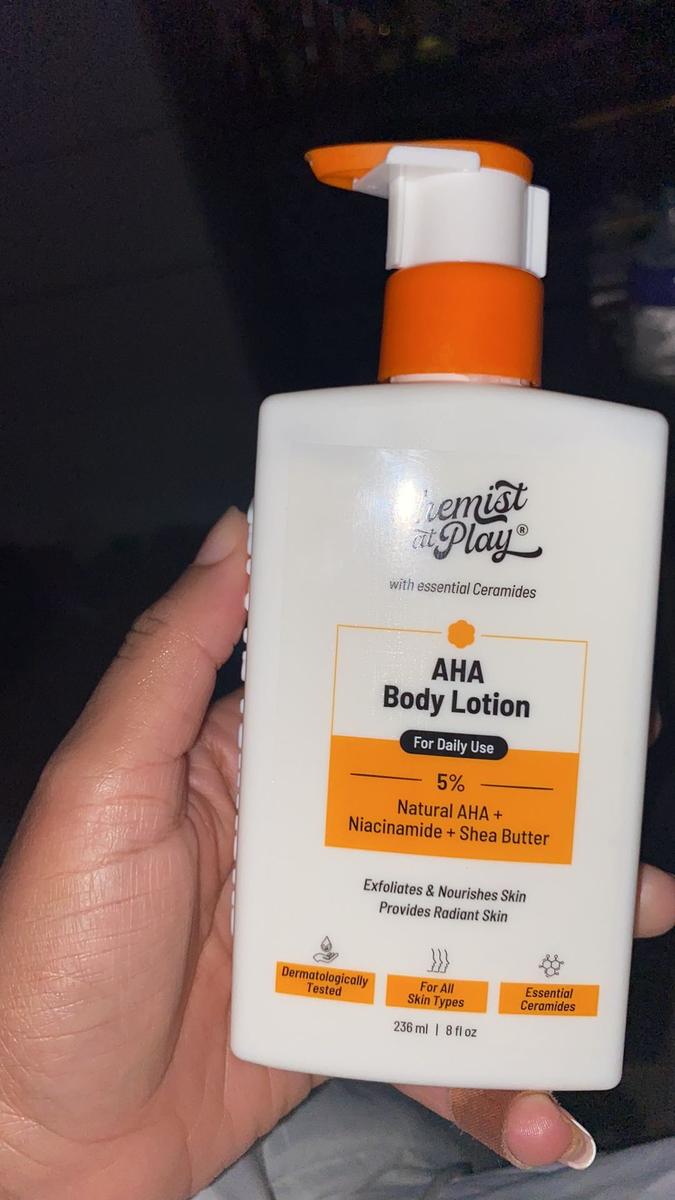 Chemist
at Play®
with essential Ceramides
AHA
Body Lotion
For Daily Use
5%
Natural AHA +
Niacinamide + Shea Butter
Exfoliates & Nourishes Skin
Provides Radiant Skin
Dermatologically
Tested
For All
Skin Types
Essential
Ceramides
236 ml | 8 fl oz